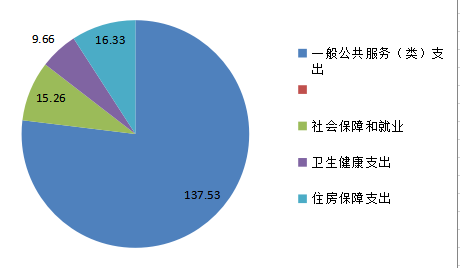 16.33
9.66
15.26
137.53
一般公共服务（类）支
出
社会保障和就业
卫生健康支出
住房保障支出